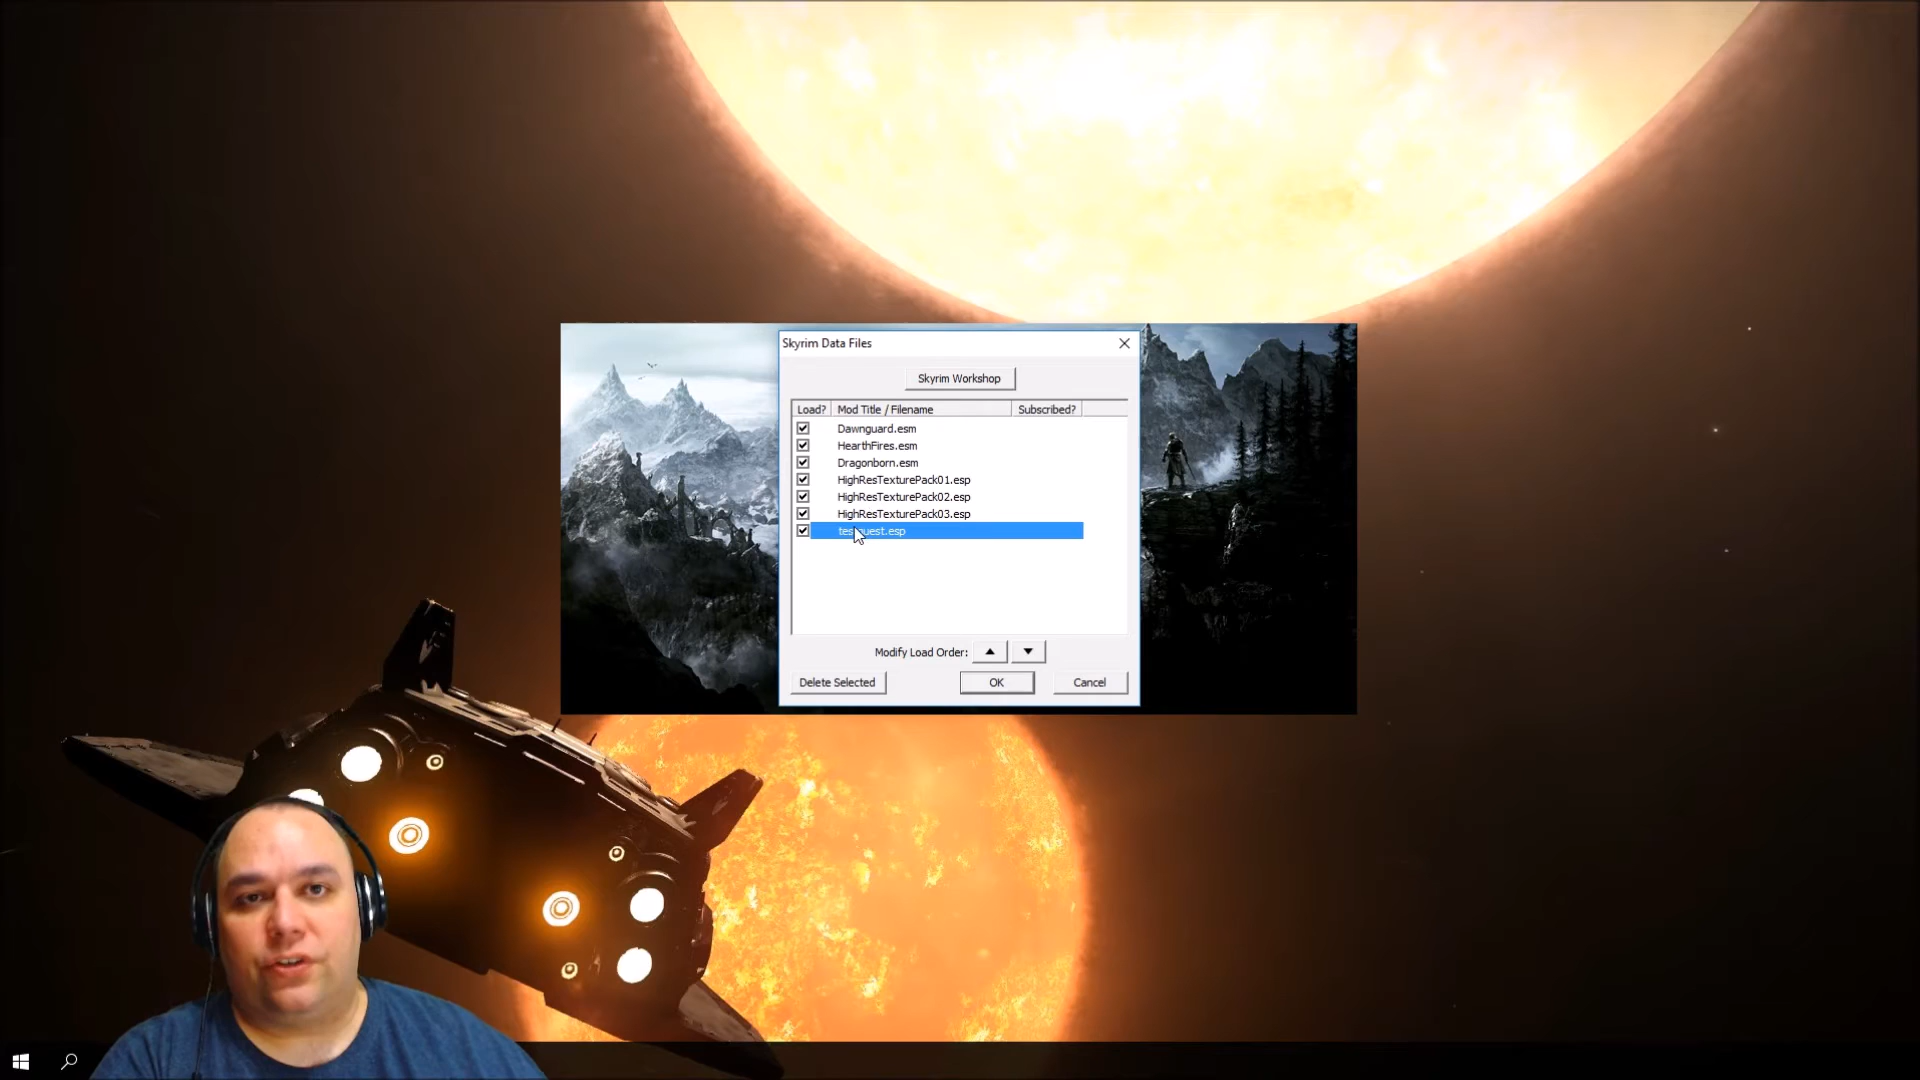 Skyrim Data Files
Skyrim Workshop
Load? Mod Title / Filename Subscribed?
Dawnguard.esm
HearthFires.esm
Dragonborn.esm
HighResTexturePack01.esp
HighResTexturePack02.esp
HighResTexturePack03.esp
Modify Load Order:
Delete Selected OK Cancel